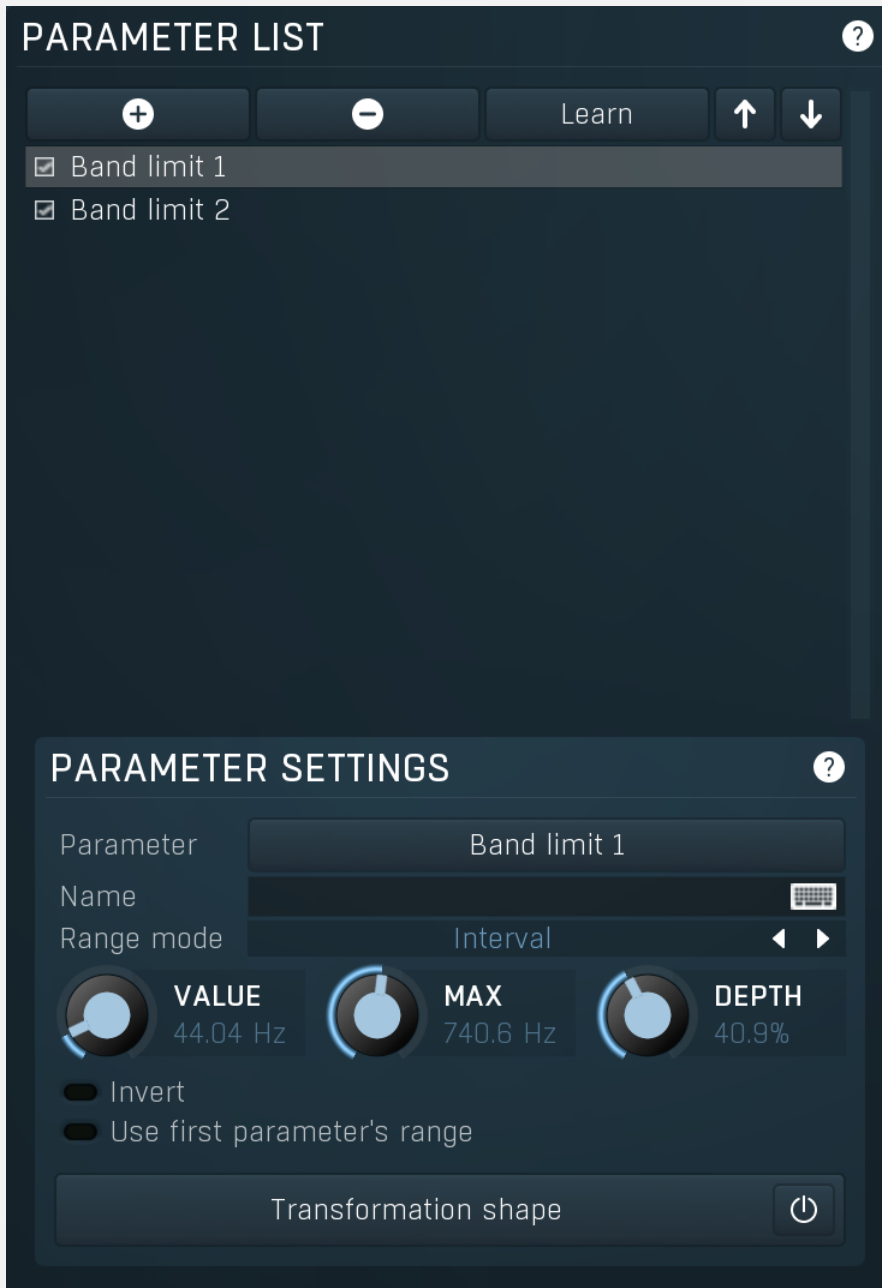 PARAMETER LIST ?
Learn
Band limit 1
Band limit 2
PARAMETER SETTINGS ?
Parameter Band limit 1
Name
Range mode Interval
VALUE MAX DEPTH
44.04 Hz 740.6 Hz 40.9%
Invert
Use first parameter's range
Transformation shape